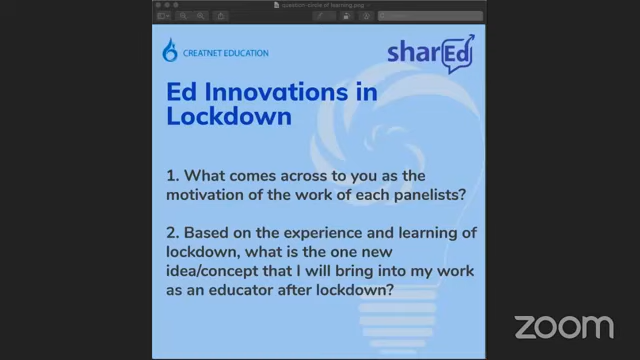 question circle of learning.png
CREATNET EDUCATION
sharEd
Ed Innovations in
Lockdown
1. What comes across to you as the
motivation of the work of each panelists?
2. Based on the experience and learning of
lockdown, what is the one new
idea/concept that I will bring into my work
as an educator after lockdown?
zoom